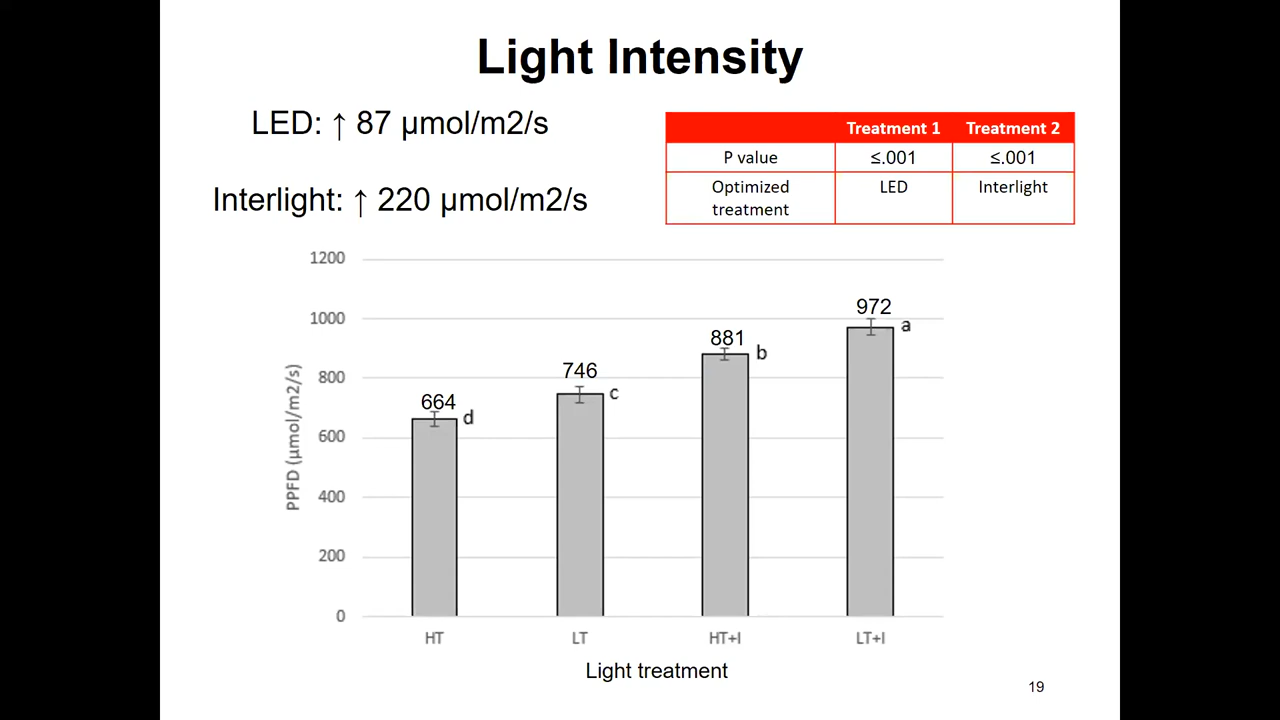 Light Intensity
LED: ↑ 87 µmol/m2/s
Interlight: ↑ 220 µmol/m2/s
Treatment 1 Treatment 2
P value ≤.001 ≤.001
Optimized treatment LED Interlight
1200
1000
800
600
400
200
0
PPFD (µmol/m2/s)
664 d
746 c
881 b
972 a
HT LT HT+I LT+I
Light treatment
19